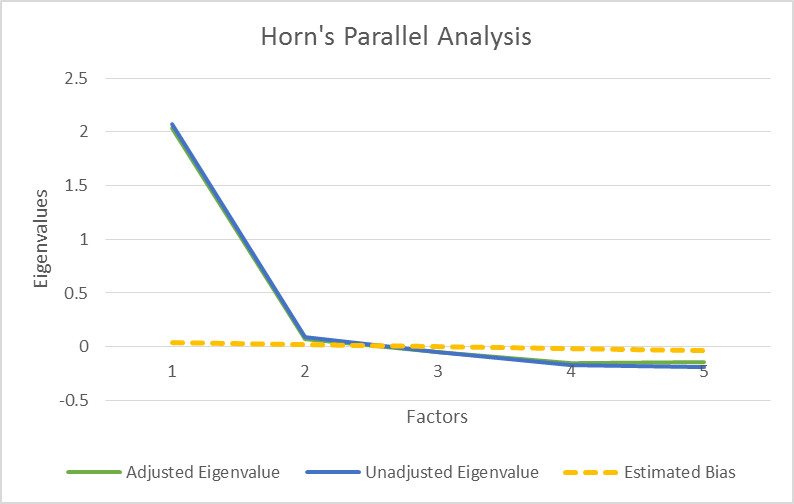 Horn's Parallel Analysis
2.5
2
1.5
1
0.5
0
-0.5
Eigenvalues
1 2 3 4 5
Factors
Adjusted Eigenvalue Unadjusted Eigenvalue Estimated Bias